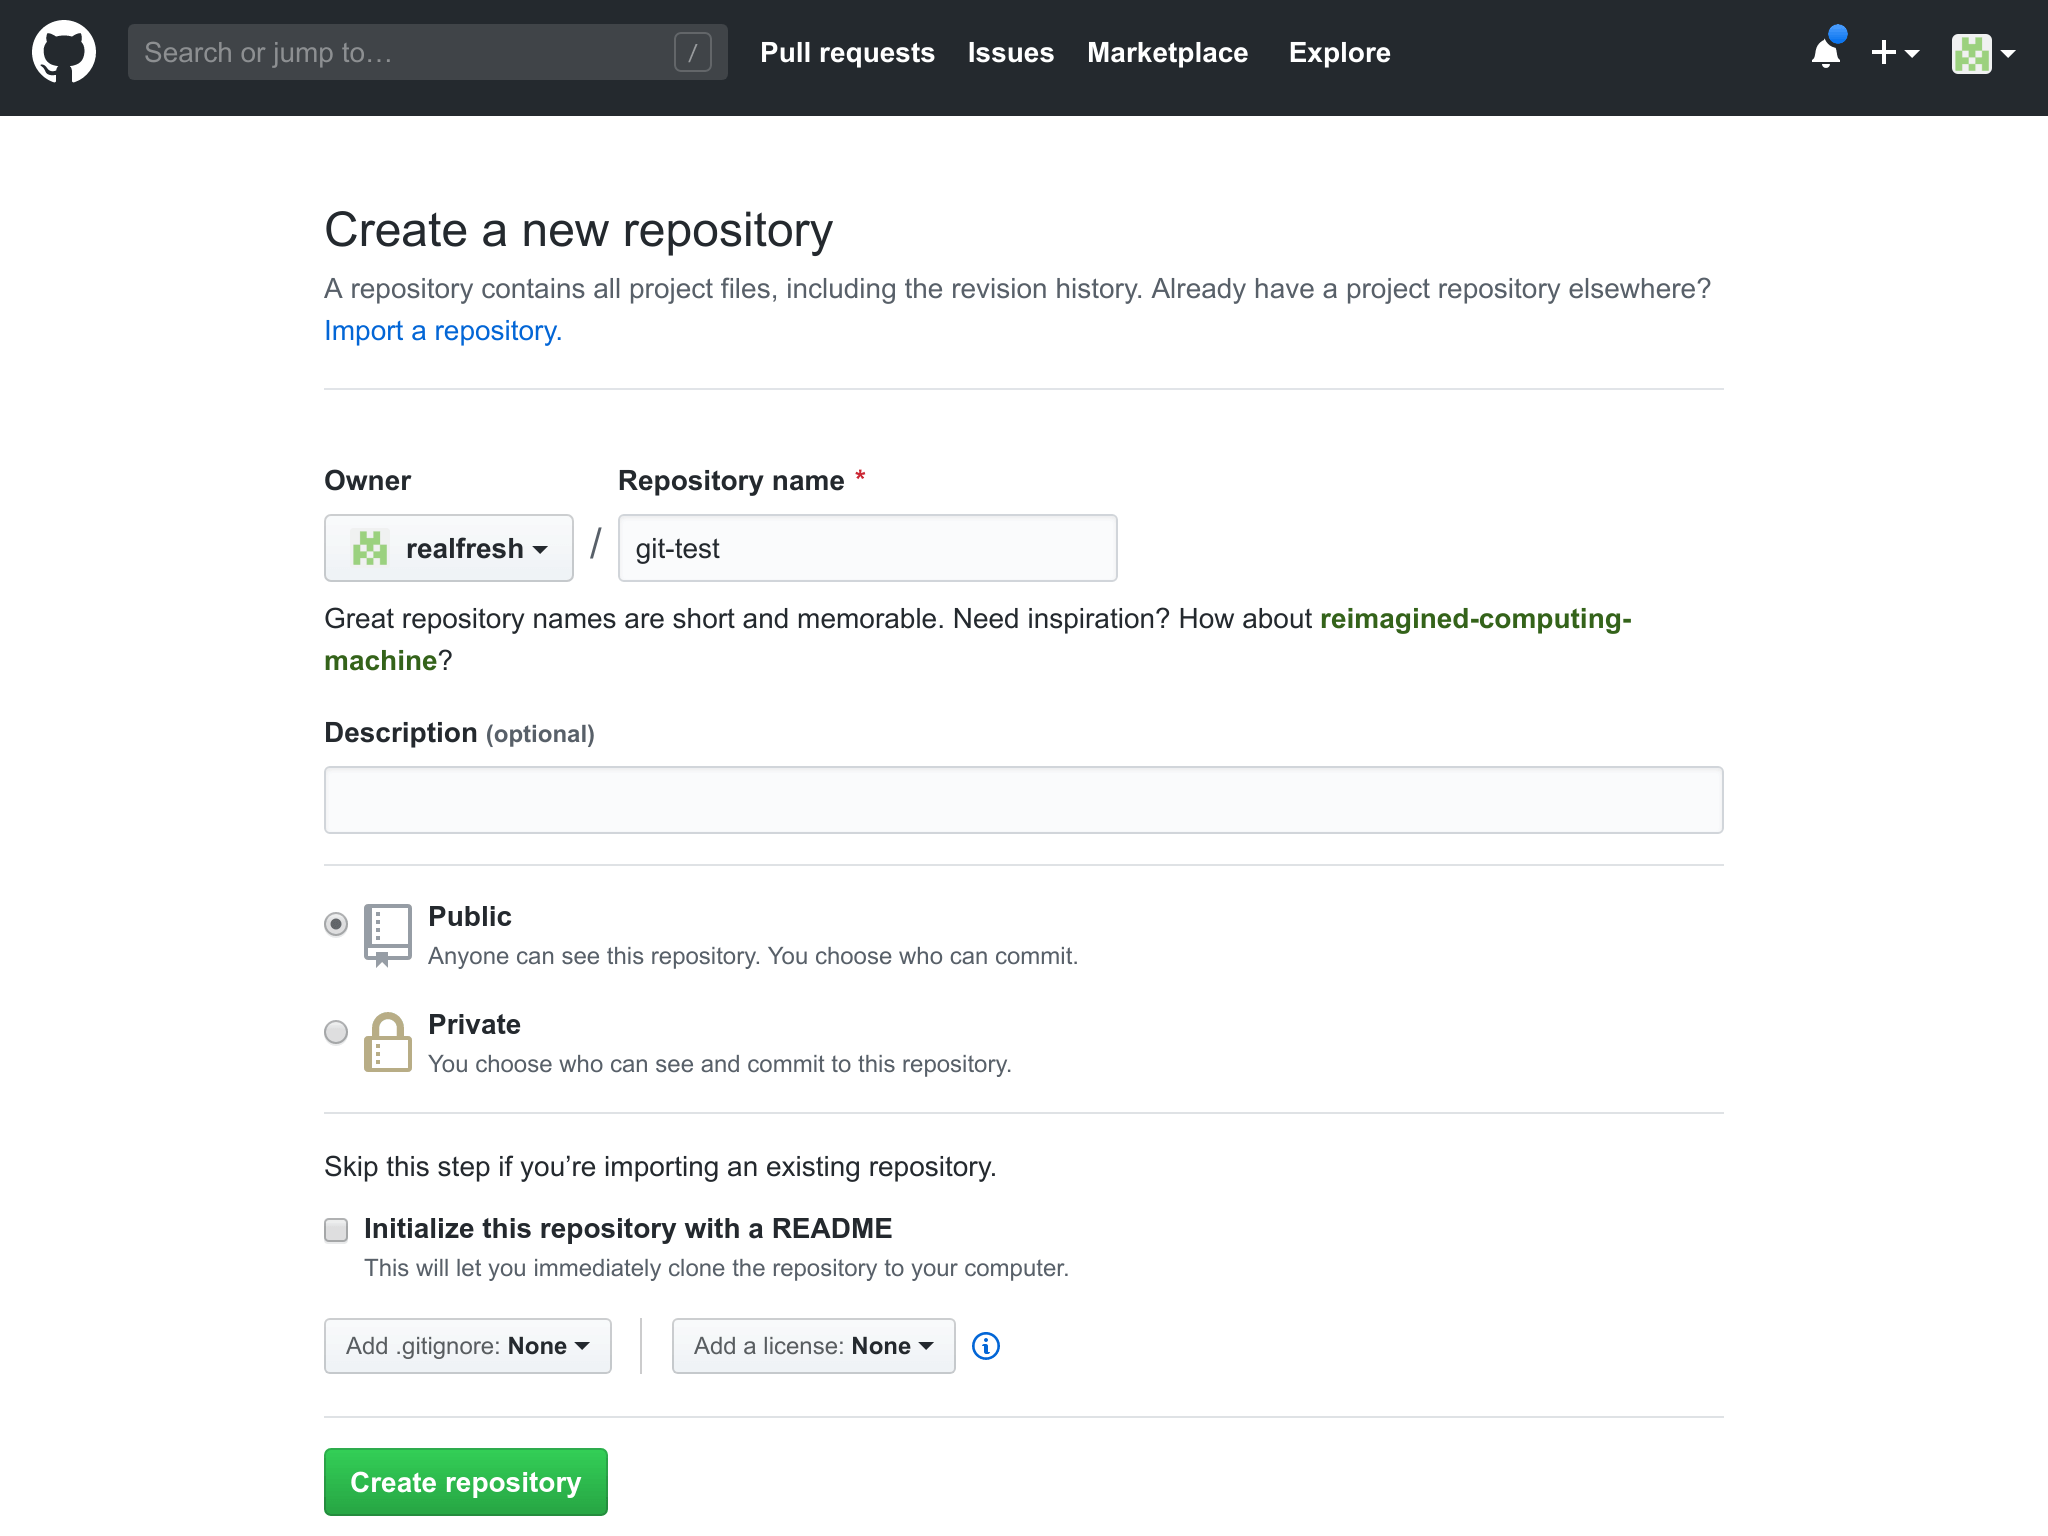 Search or jump to… /
Pull requests Issues Marketplace Explore
Create a new repository
A repository contains all project files, including the revision history. Already have a project repository elsewhere?
Import a repository.
Owner Repository name *
realfresh / git-test
Great repository names are short and memorable. Need inspiration? How about reimagined-computing-
machine?
Description (optional)
Public
Anyone can see this repository. You choose who can commit.
Private
You choose who can see and commit to this repository.
Skip this step if you’re importing an existing repository.
Initialize this repository with a README
This will let you immediately clone the repository to your computer.
Add .gitignore: None Add a license: None
Create repository